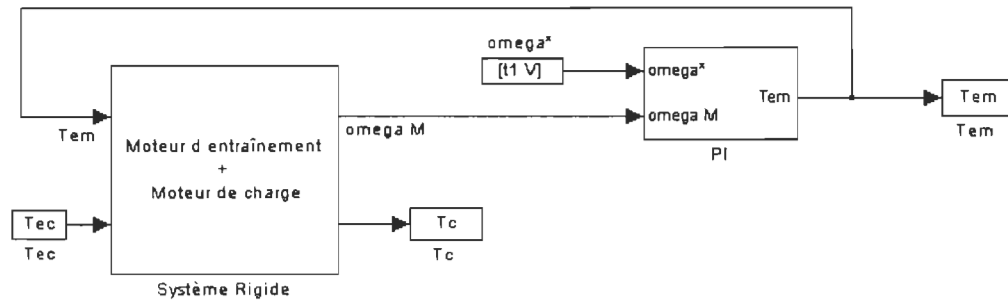 omega*
[t1 V]
omega*
omega M
Tem
PI
Tem
Tem
Tem
Moteur d entraînement
+
Moteur de charge
omega M
Tec
Tec
Tc
Tc
Système Rigide